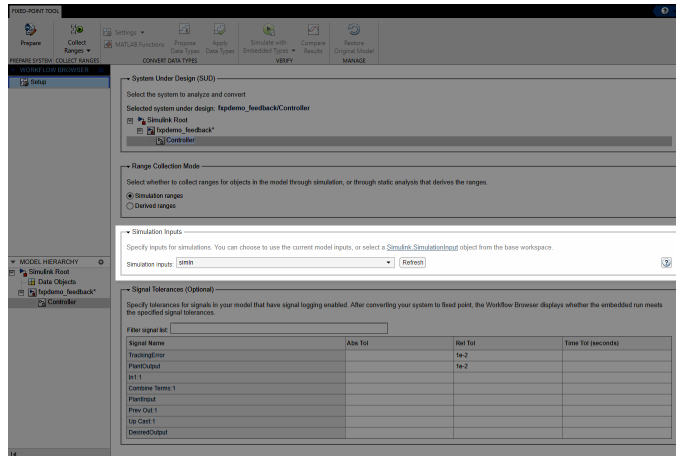 FIXED-POINT TOOL
Prepare
Collect
Ranges
Settings
MATLAB Functions
Propose
Data Types
Apply
Data Types
Simulate with
Embedded Types
Compare
Results
Restore
Original Model
PREPARE SYSTEM
COLLECT RANGES
CONVERT DATA TYPES
VERIFY
MANAGE
WORKFLOW BROWSER
Setup
System Under Design (SUD)
Select the system to analyze and convert
Selected system under design: fxpdemo_feedback/Controller
Simulink Root
fxpdemo_feedback*
Controller
Range Collection Mode
Select whether to collect ranges for objects in the model through simulation, or through static analysis that derives the ranges.
Simulation ranges
Derived ranges
Simulation Inputs
Specify inputs for simulations. You can choose to use the current model inputs, or select a Simulink.SimulationInput object from the base workspace.
Simulation inputs: simin Refresh
MODEL HIERARCHY
Simulink Root
Data Objects
fxpdemo_feedback*
Controller
Signal Tolerances (Optional)
Specify tolerances for signals in your model that have signal logging enabled. After converting your system to fixed point, the Workflow Browser displays whether the embedded run meets
the specified signal tolerances.
Filter signal list:
Signal Name Abs Tol Rel Tol Time Tol (seconds)
TrackingError 1e-2
PlantOutput 1e-2
In1:1
Combine Terms:1
PlantInput
Prev Out:1
Up Cast:1
DesiredOutput